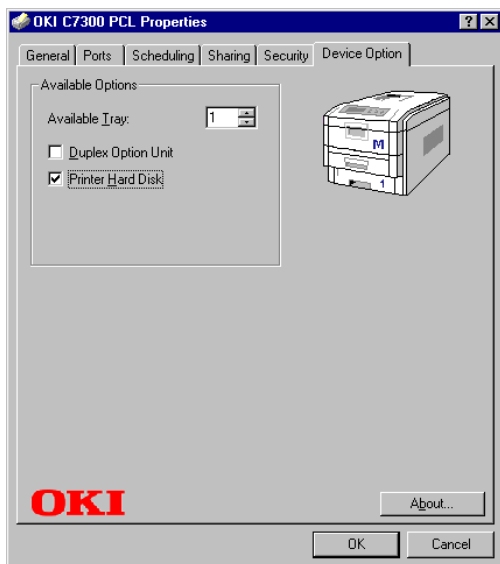 OKI C7300 PCL Properties
General Ports Scheduling Sharing Security Device Option
Available Options
Available Tray: 1
Duplex Option Unit
Printer Hard Disk
M
1
OKI
About...
OK Cancel